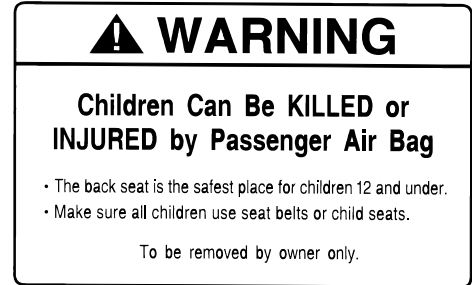 WARNING
Children Can Be KILLED or
INJURED by Passenger Air Bag
• The back seat is the safest place for children 12 and under.
• Make sure all children use seat belts or child seats.
To be removed by owner only.